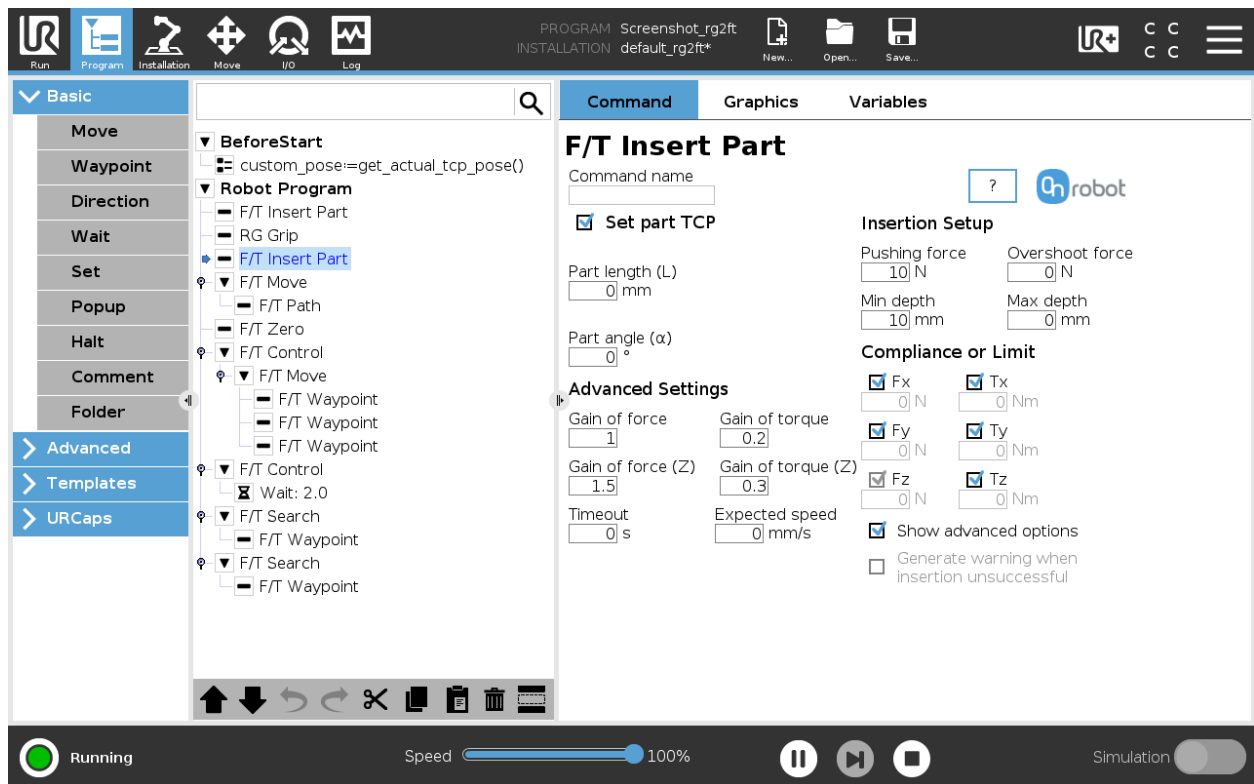 PROGRAM Screenshot_rg2ft
INSTALLATION default_rg2ft*
UR
Run
Program
Installation
Move
I/O
Log
New...
Open...
Save...
UR+
C C
C C
Basic
Move
Waypoint
Direction
Wait
Set
Popup
Halt
Comment
Folder
Advanced
Templates
URCaps
BeforeStart
custom_pose:=get_actual_tcp_pose()
Robot Program
F/T Insert Part
RG Grip
F/T Insert Part
F/T Move
F/T Path
F/T Zero
F/T Control
F/T Move
F/T Waypoint
F/T Waypoint
F/T Waypoint
F/T Control
Wait: 2.0
F/T Search
F/T Waypoint
F/T Search
F/T Waypoint
Command Graphics Variables
F/T Insert Part
Command name
?
OnRobot
Set part TCP
Part length (L)
0 mm
Part angle (α)
0 °
Advanced Settings
Gain of force Gain of torque
1 0.2
Gain of force (Z) Gain of torque (Z)
1.5 0.3
Timeout Expected speed
0 s 0 mm/s
Insertion Setup
Pushing force Overshoot force
10 N 0 N
Min depth Max depth
10 mm 0 mm
Compliance or Limit
Fx Tx
0 N 0 Nm
Fy Ty
0 N 0 Nm
Fz Tz
0 N 0 Nm
Show advanced options
Generate warning when
insertion unsuccessful
Running
Speed 100%
Simulation